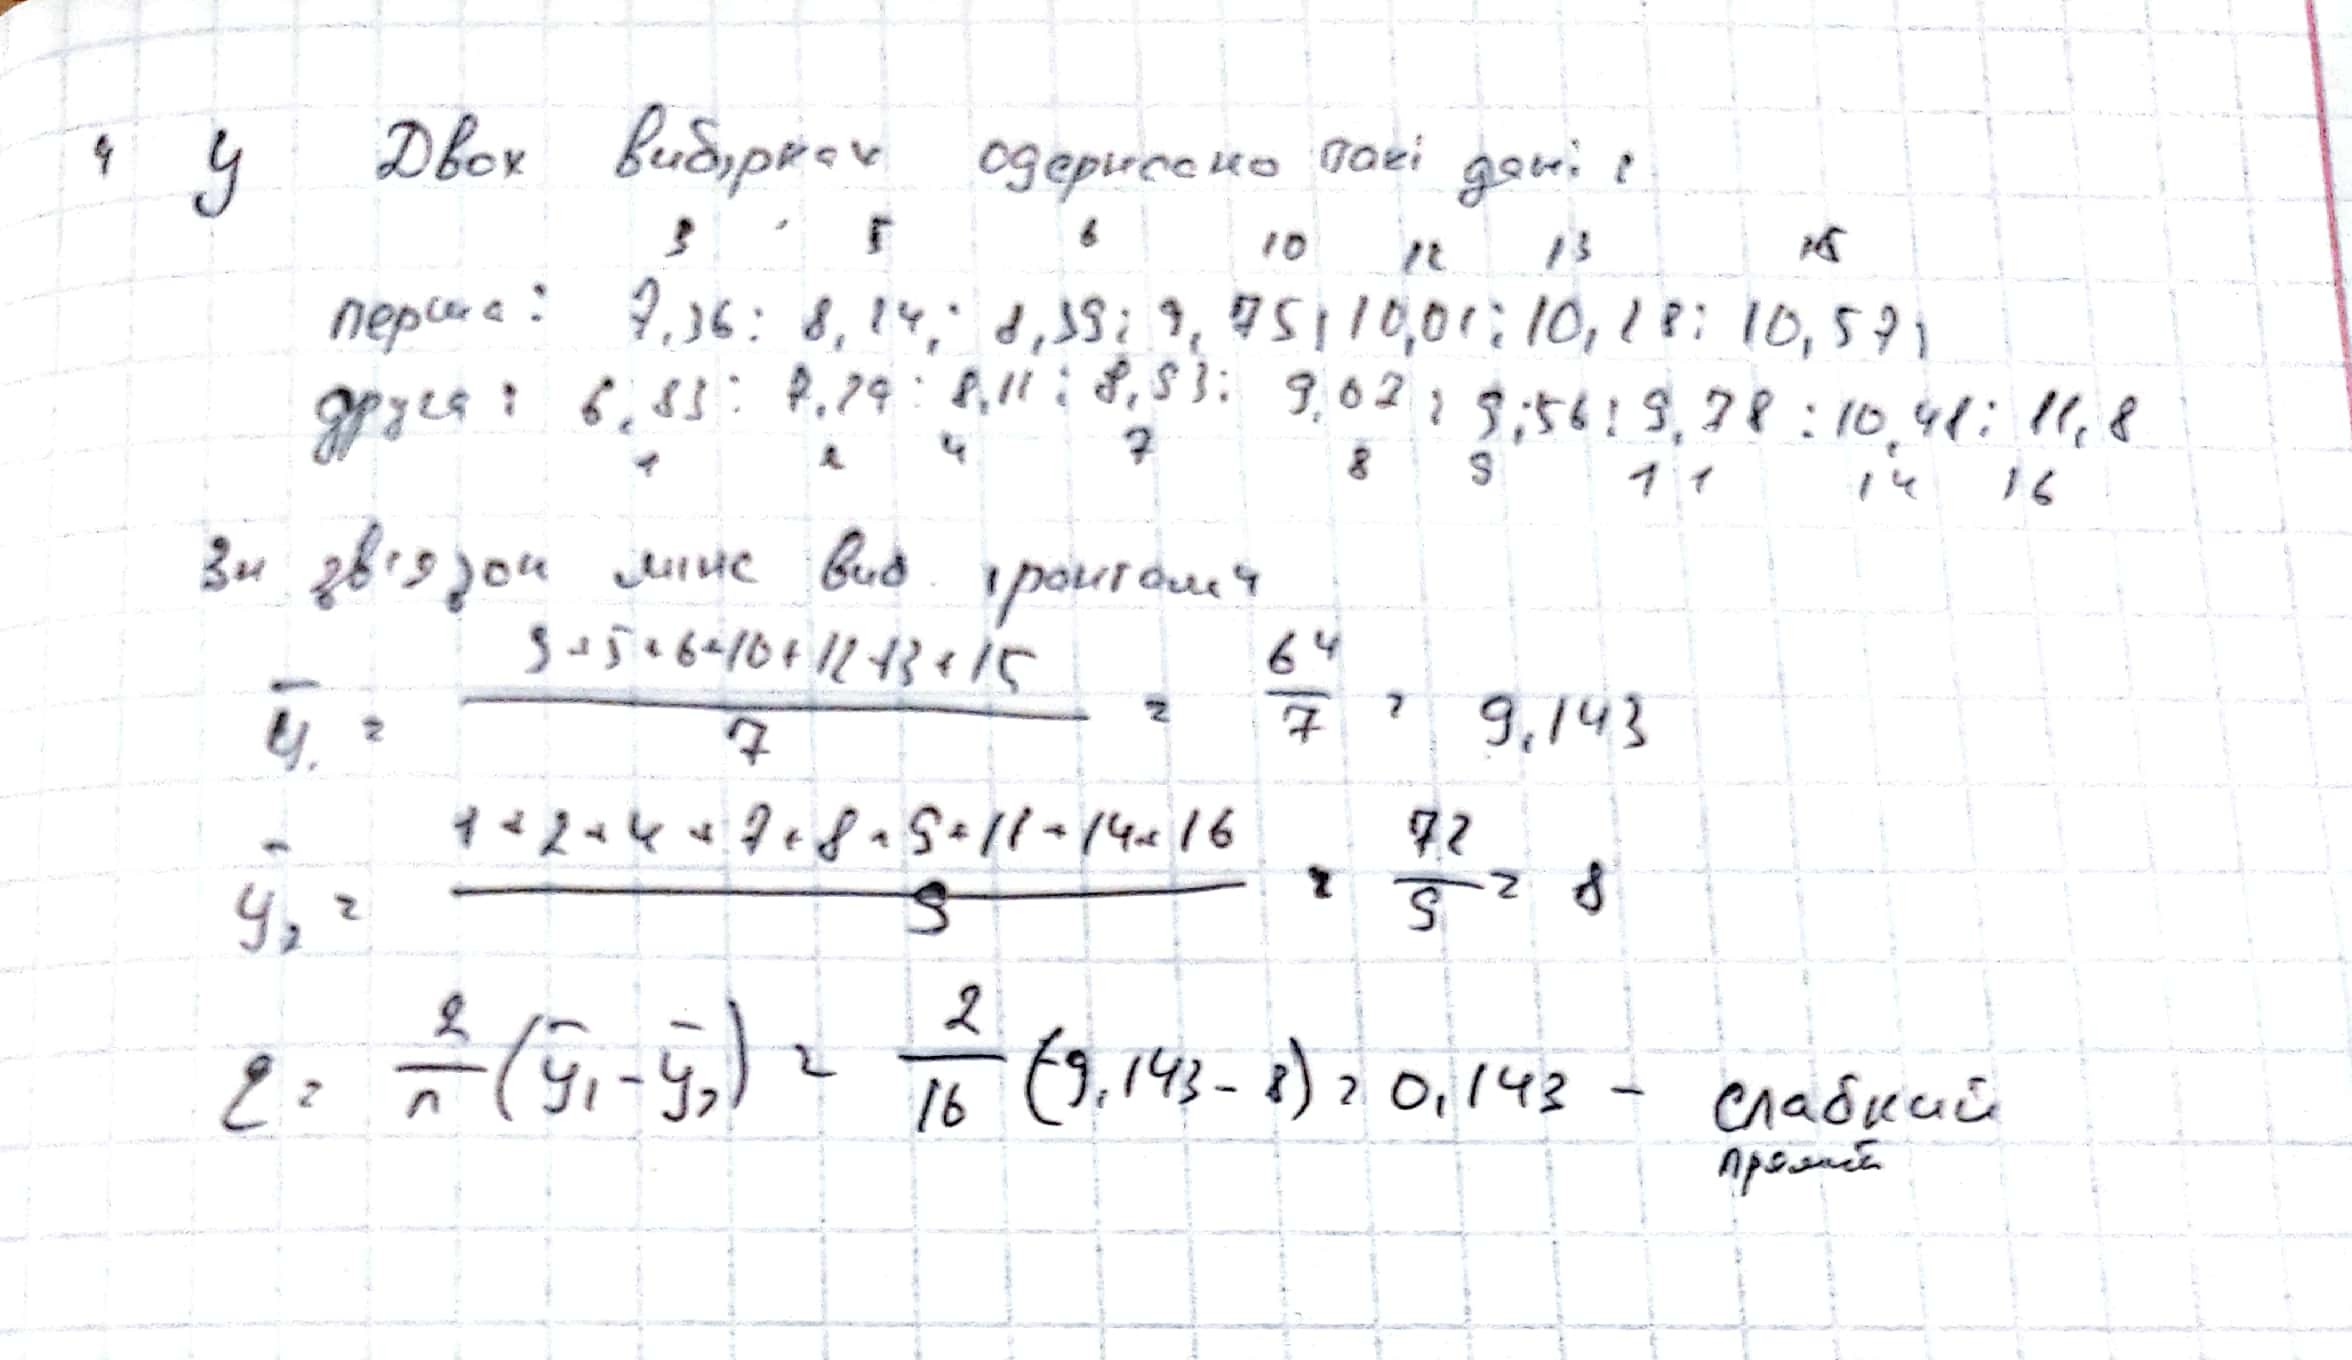 4 У Двох вибірках одержано такі дані:
3 5 6 10 12 13 15
перша: 7,36; 8,14; 8,39; 9,75; 10,01; 10,28; 10,57;
друга: 6,83; 7,29; 8,11; 8,53; 9,02; 9,56; 9,78; 10,41; 11,8
1 2 4 7 8 9 11 14 16
Зн зв'язок між виб. і рангами
ȳ₁ = (3+5+6+10+12+13+15)/7 = 64/7 = 9,143
ȳ₂ = (1+2+4+7+8+9+11+14+16)/9 = 72/9 = 8
r = 2/n (ȳ₁ - ȳ₂) = 2/16 (9,143 - 8) = 0,143 – слабкий
прямий